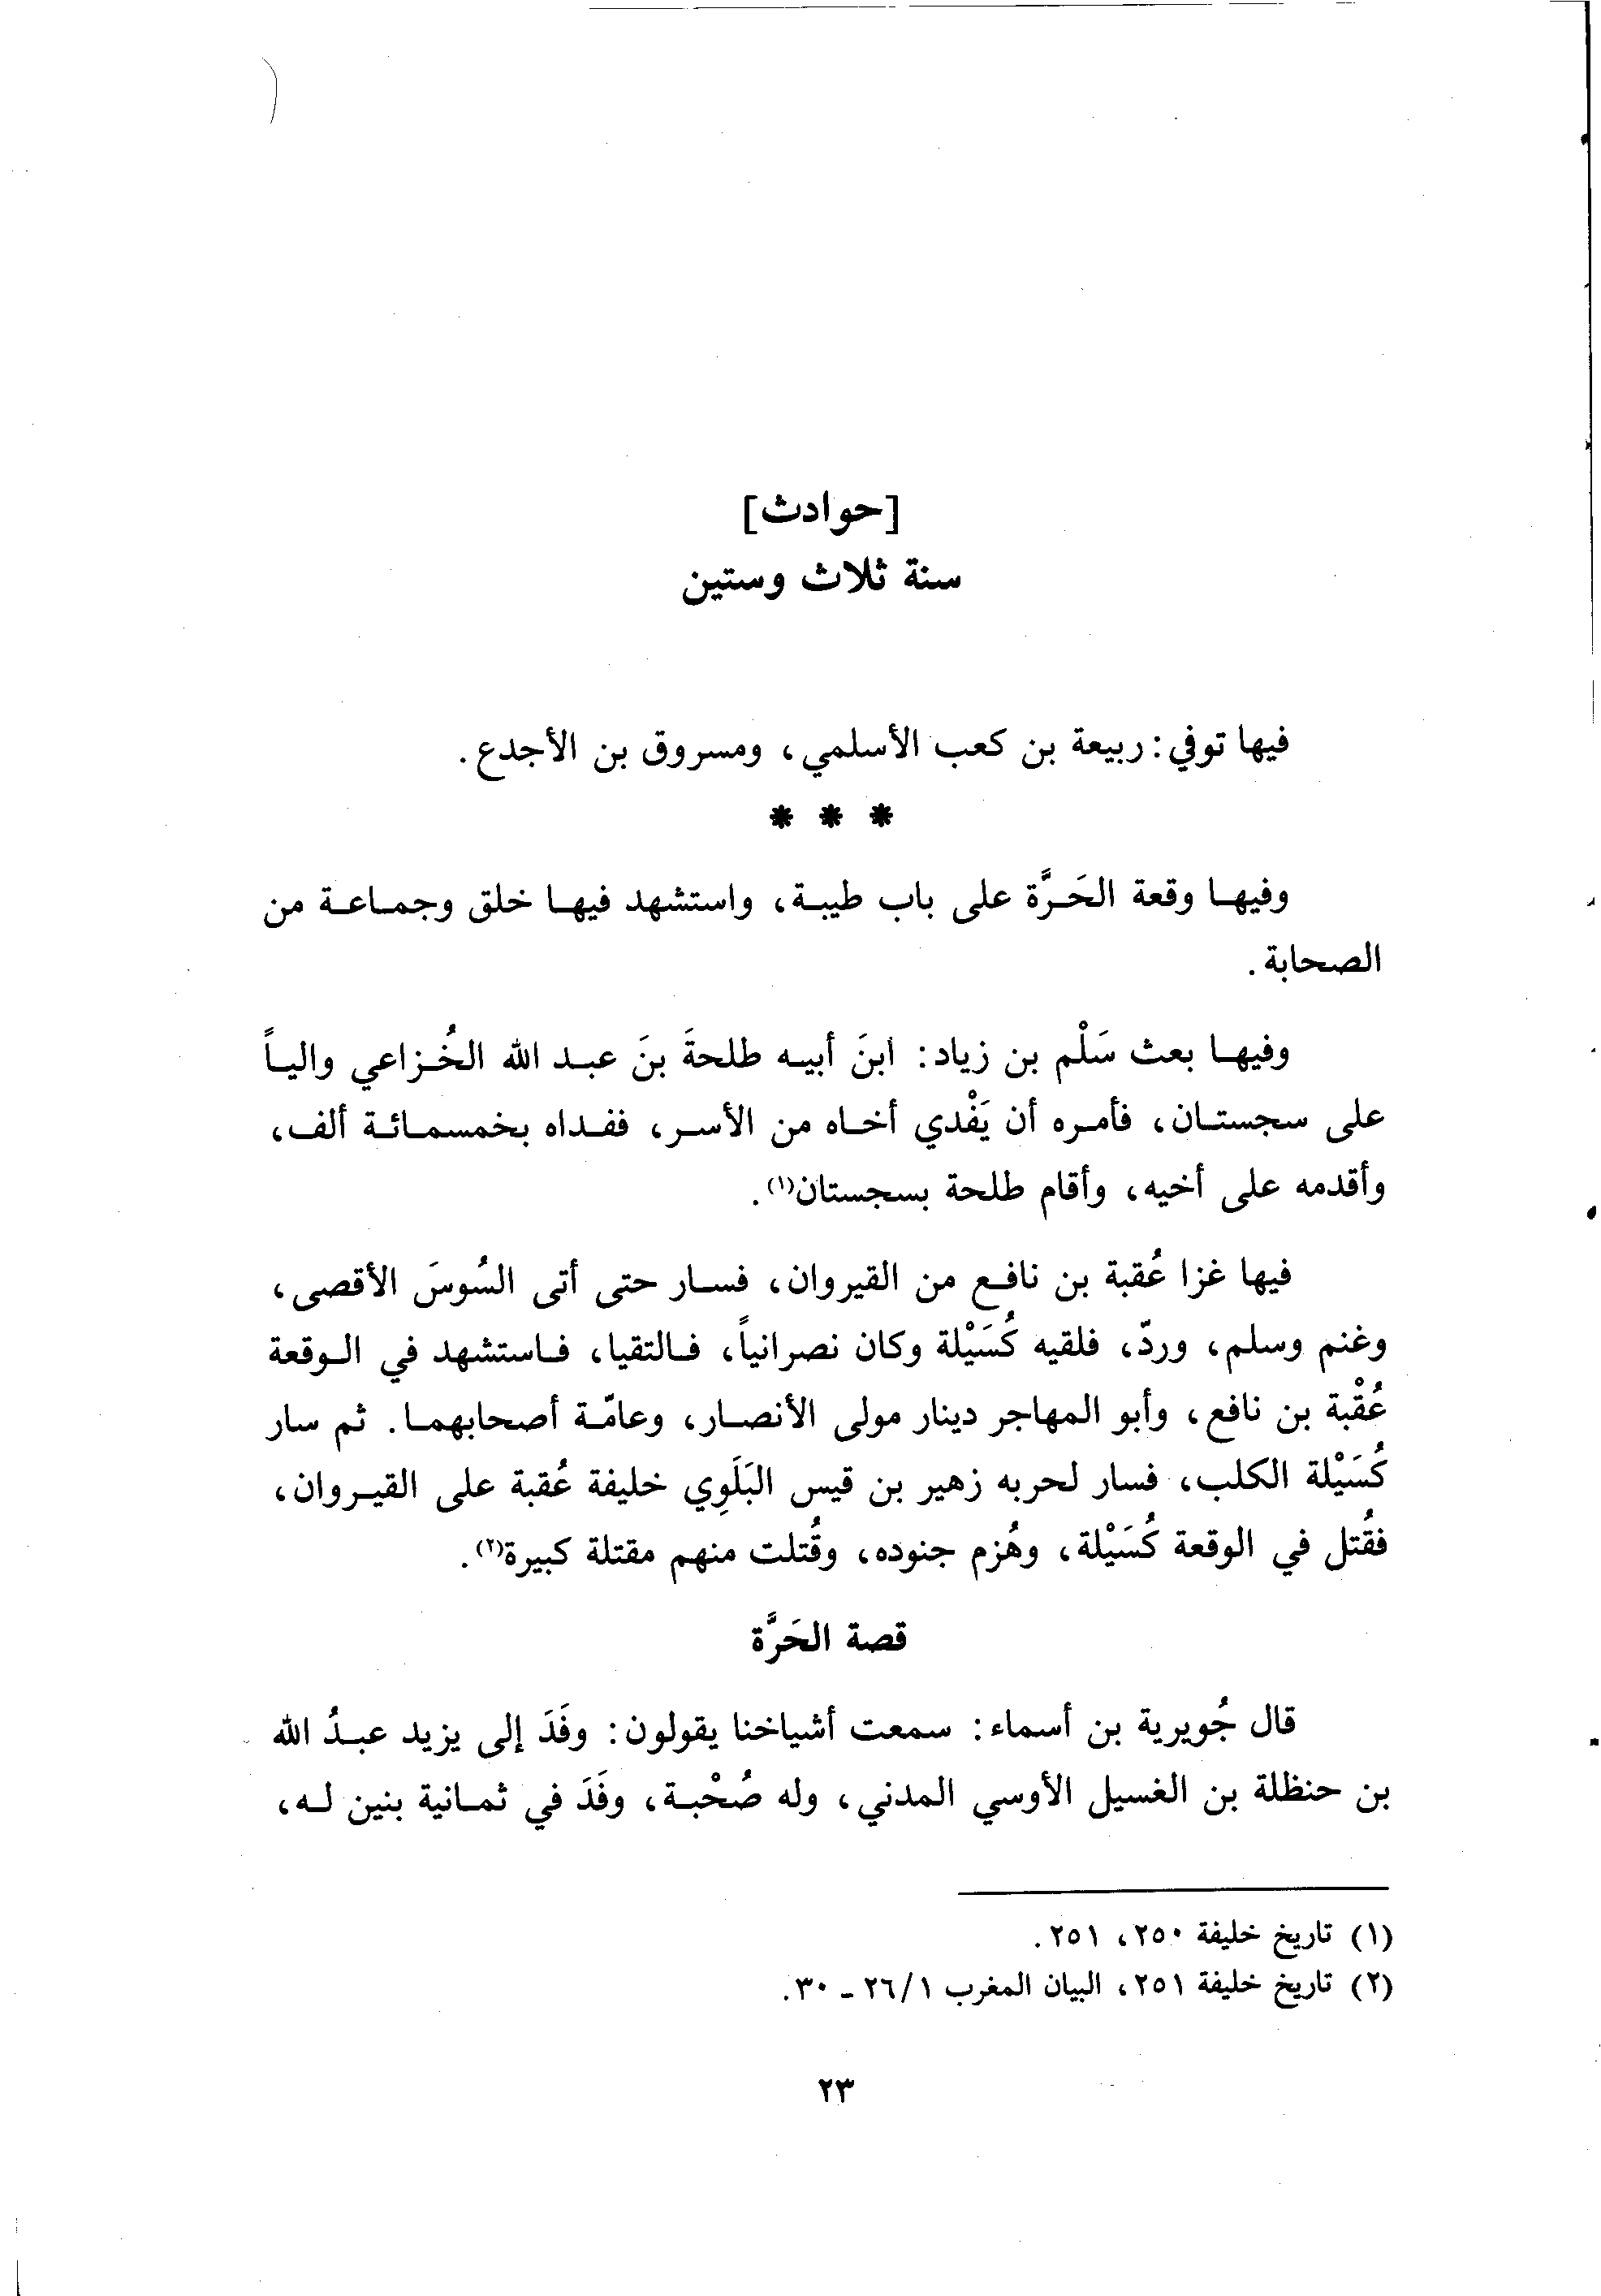 [حوادث]
سنة ثلاث وستين
فيها توفي: ربيعة بن كعب الأسلمي، ومسروق بن الأجدع.
* * *
وفيها وقعة الحَرَّة على باب طيبة، واستشهد فيها خلق وجماعة من
الصحابة.
وفيها بعث سَلْم بن زياد: ابنَ أبيه طلحةَ بنَ عبد الله الخُزاعي والياً
على سجستان، فأمره أن يَفْدي أخاه من الأسر، ففداه بخمسمائة ألف،
وأقدمه على أخيه، وأقام طلحة بسجستان(١).
فيها غزا عُقبة بن نافع من القيروان، فسار حتى أتى السُوسَ الأقصى،
وغنم وسلم، وردّ، فلقيه كُسَيْلة وكان نصرانياً، فالتقيا، فاستشهد في الوقعة
عُقْبة بن نافع، وأبو المهاجر دينار مولى الأنصار، وعامّة أصحابهما. ثم سار
كُسَيْلة الكلب، فسار لحربه زهير بن قيس البَلَوِي خليفة عُقبة على القيروان،
فقُتل في الوقعة كُسَيْلة، وهُزم جنوده، وقُتلت منهم مقتلة كبيرة(٢).
قصة الحَرَّة
قال جُويرية بن أسماء: سمعت أشياخنا يقولون: وفَدَ إلى يزيد عبدُ الله
بن حنظلة بن الغسيل الأوسي المدني، وله صُحْبة، وفَدَ في ثمانية بنين له،
(١) تاريخ خليفة ٢٥٠، ٢٥١.
(٢) تاريخ خليفة ٢٥١، البيان المغرب ١/٢٦ - ٣٠.
٢٣